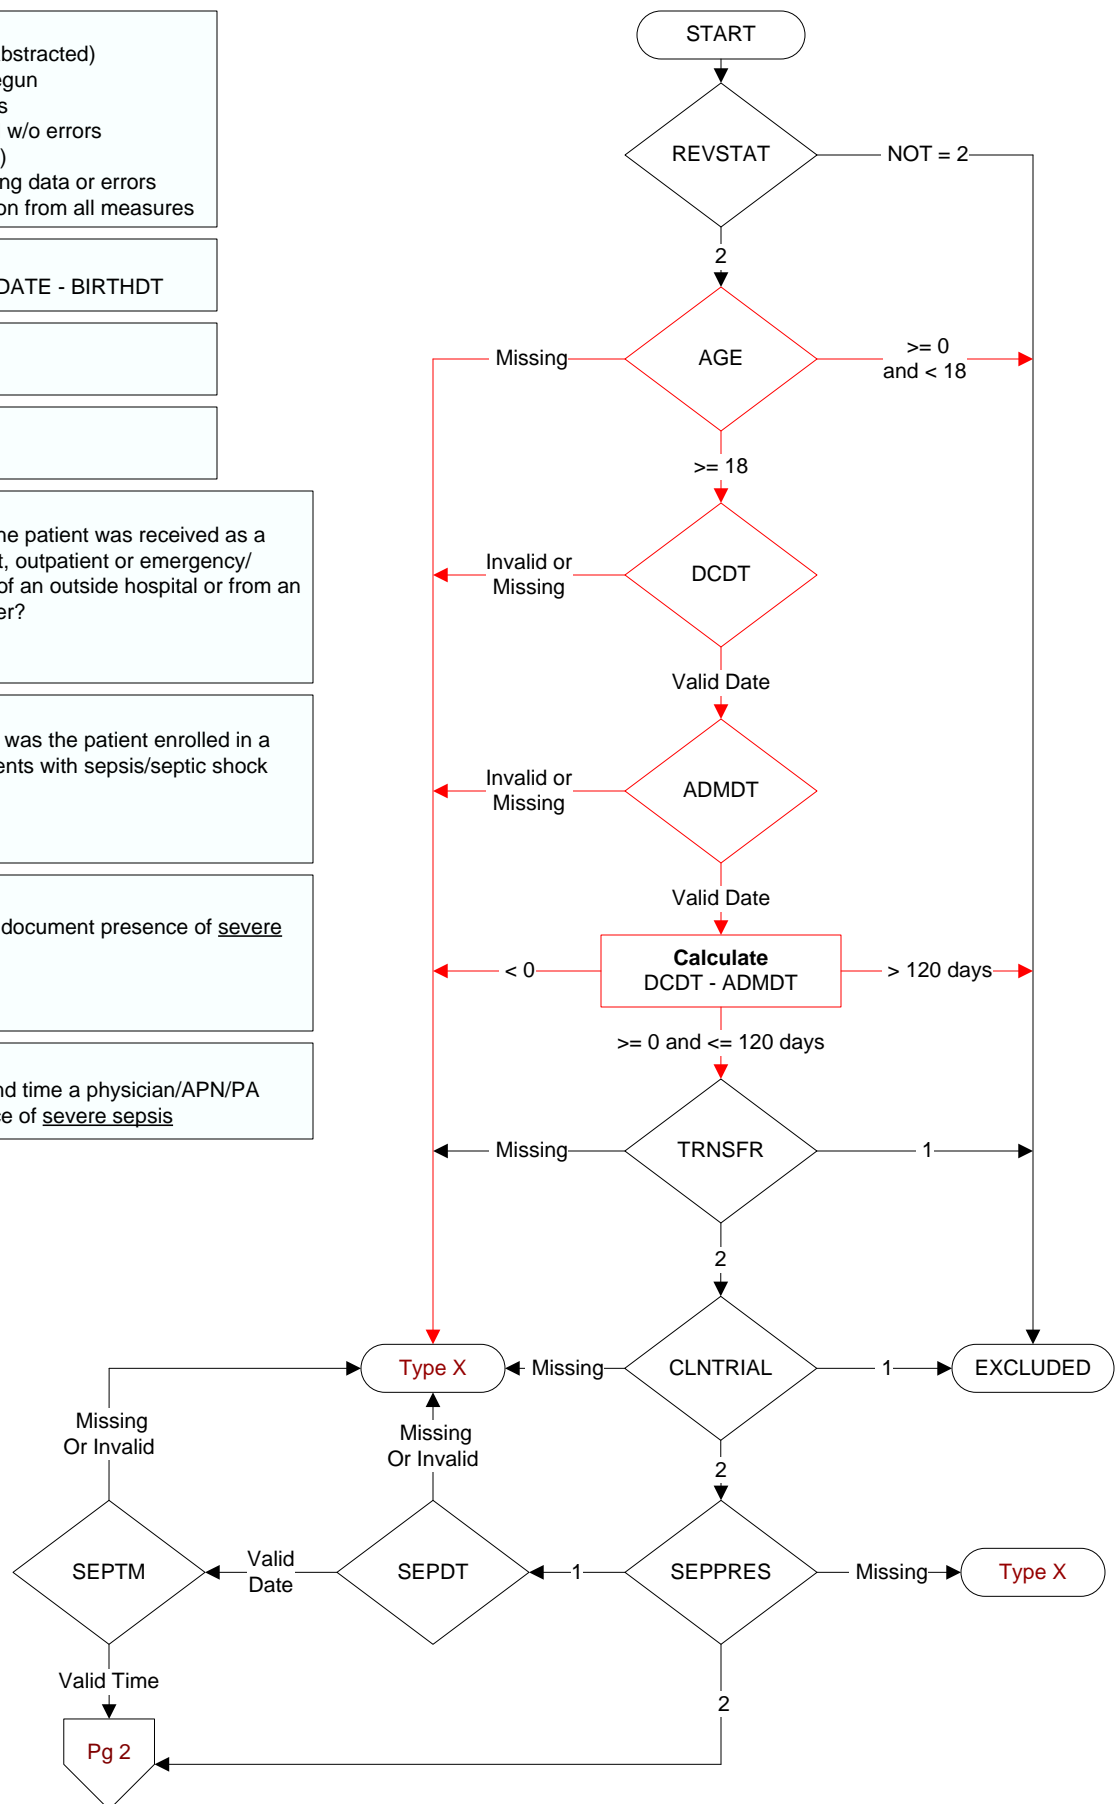 bstracted)
egun
s
w/o errors
)
ng data or errors
on from all measures
DATE - BIRTHDT
he patient was received as a
t, outpatient or emergency/
of an outside hospital or from an
er?
was the patient enrolled in a
ents with sepsis/septic shock
document presence of severe
nd time a physician/APN/PA
ce of severe sepsis
START
REVSTAT
NOT = 2
2
Missing
AGE
>= 0
and < 18
>= 18
Invalid or
Missing
DCDT
Valid Date
Invalid or
Missing
ADMDT
Valid Date
< 0
Calculate
DCDT - ADMDT
> 120 days
>= 0 and <= 120 days
Missing
TRNSFR
1
2
Type X
Missing
CLNTRIAL
1
EXCLUDED
Missing
Or Invalid
Missing
Or Invalid
2
SEPTM
Valid
Date
SEPDT
1
SEPPRES
Missing
Type X
Valid Time
2
Pg 2